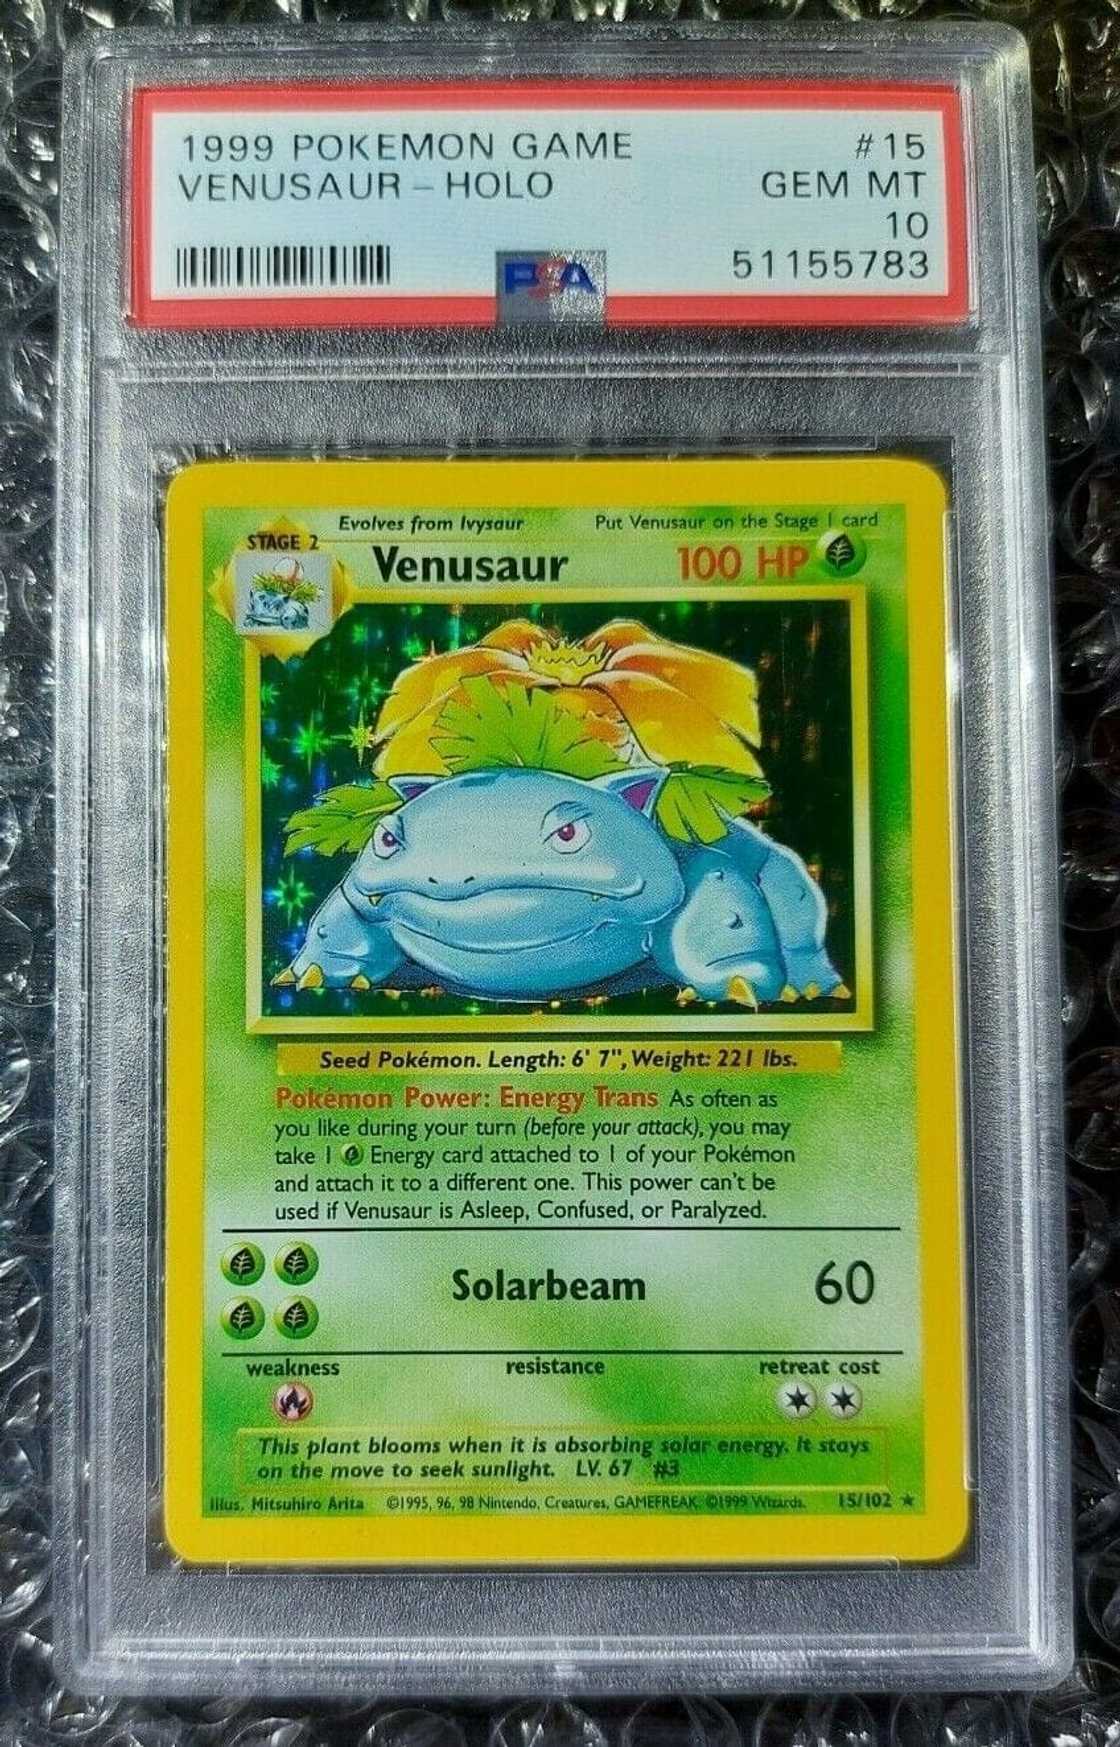 1999 POKEMON GAME #15
VENUSAUR - HOLO GEM MT
10
51155783
PSA
Evolves from Ivysaur Put Venusaur on the Stage 1 card
STAGE 2
Venusaur 100 HP
Seed Pokémon. Length: 6' 7", Weight: 221 lbs.
Pokémon Power: Energy Trans As often as
you like during your turn (before your attack), you may
take 1 Energy card attached to 1 of your Pokémon
and attach it to a different one. This power can't be
used if Venusaur is Asleep, Confused, or Paralyzed.
Solarbeam 60
weakness resistance retreat cost
This plant blooms when it is absorbing solar energy. It stays
on the move to seek sunlight. LV. 67 #3
Illus. Mitsuhiro Arita ©1995, 96, 98 Nintendo, Creatures, GAMEFREAK. ©1999 Wizards. 15/102 ★